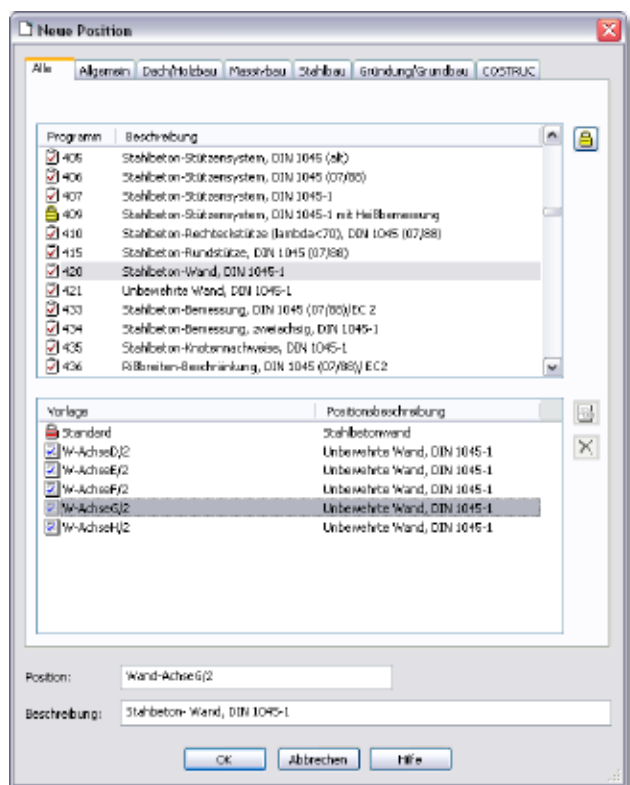 Neue Position
Alle Allgemein Dach/Holzbau Massivbau Stahlbau Gründung/Grundbau COSTRUC
Programm Beschreibung
405 Stahlbeton-Stützensystem, DIN 1045 (alt)
406 Stahlbeton-Stützensystem, DIN 1045 (07/88)
407 Stahlbeton-Stützensystem, DIN 1045-1
409 Stahlbeton-Stützensystem, DIN 1045-1 mit Heißbemessung
410 Stahlbeton-Rechteckstütze (lambda<70), DIN 1045 (07/88)
415 Stahlbeton-Rundstütze, DIN 1045 (07/88)
420 Stahlbeton-Wand, DIN 1045-1
421 Unbewehrte Wand, DIN 1045-1
433 Stahlbeton-Bemessung, DIN 1045 (07/88)/EC 2
434 Stahlbeton-Bemessung, zweiachsig, DIN 1045-1
435 Stahlbeton-Knotennachweise, DIN 1045-1
436 Rißbreiten-Beschränkung, DIN 1045 (07/88)/ EC2
Vorlage Positionsbeschreibung
Standard Stahlbetonwand
W-AchseD/2 Unbewehrte Wand, DIN 1045-1
W-AchseE/2 Unbewehrte Wand, DIN 1045-1
W-AchseF/2 Unbewehrte Wand, DIN 1045-1
W-AchseG/2 Unbewehrte Wand, DIN 1045-1
W-AchseH/2 Unbewehrte Wand, DIN 1045-1
Position: Wand-AchseG/2
Beschreibung: Stahlbeton- Wand, DIN 1045-1
OK Abbrechen Hilfe